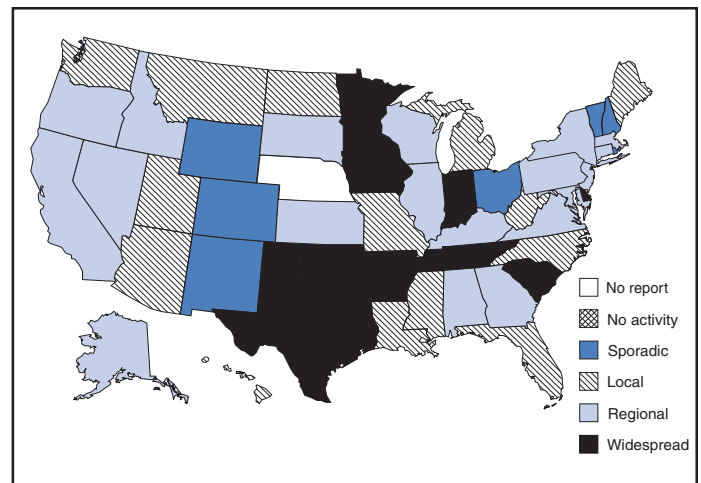 No report
No activity
Sporadic
Local
Regional
Widespread